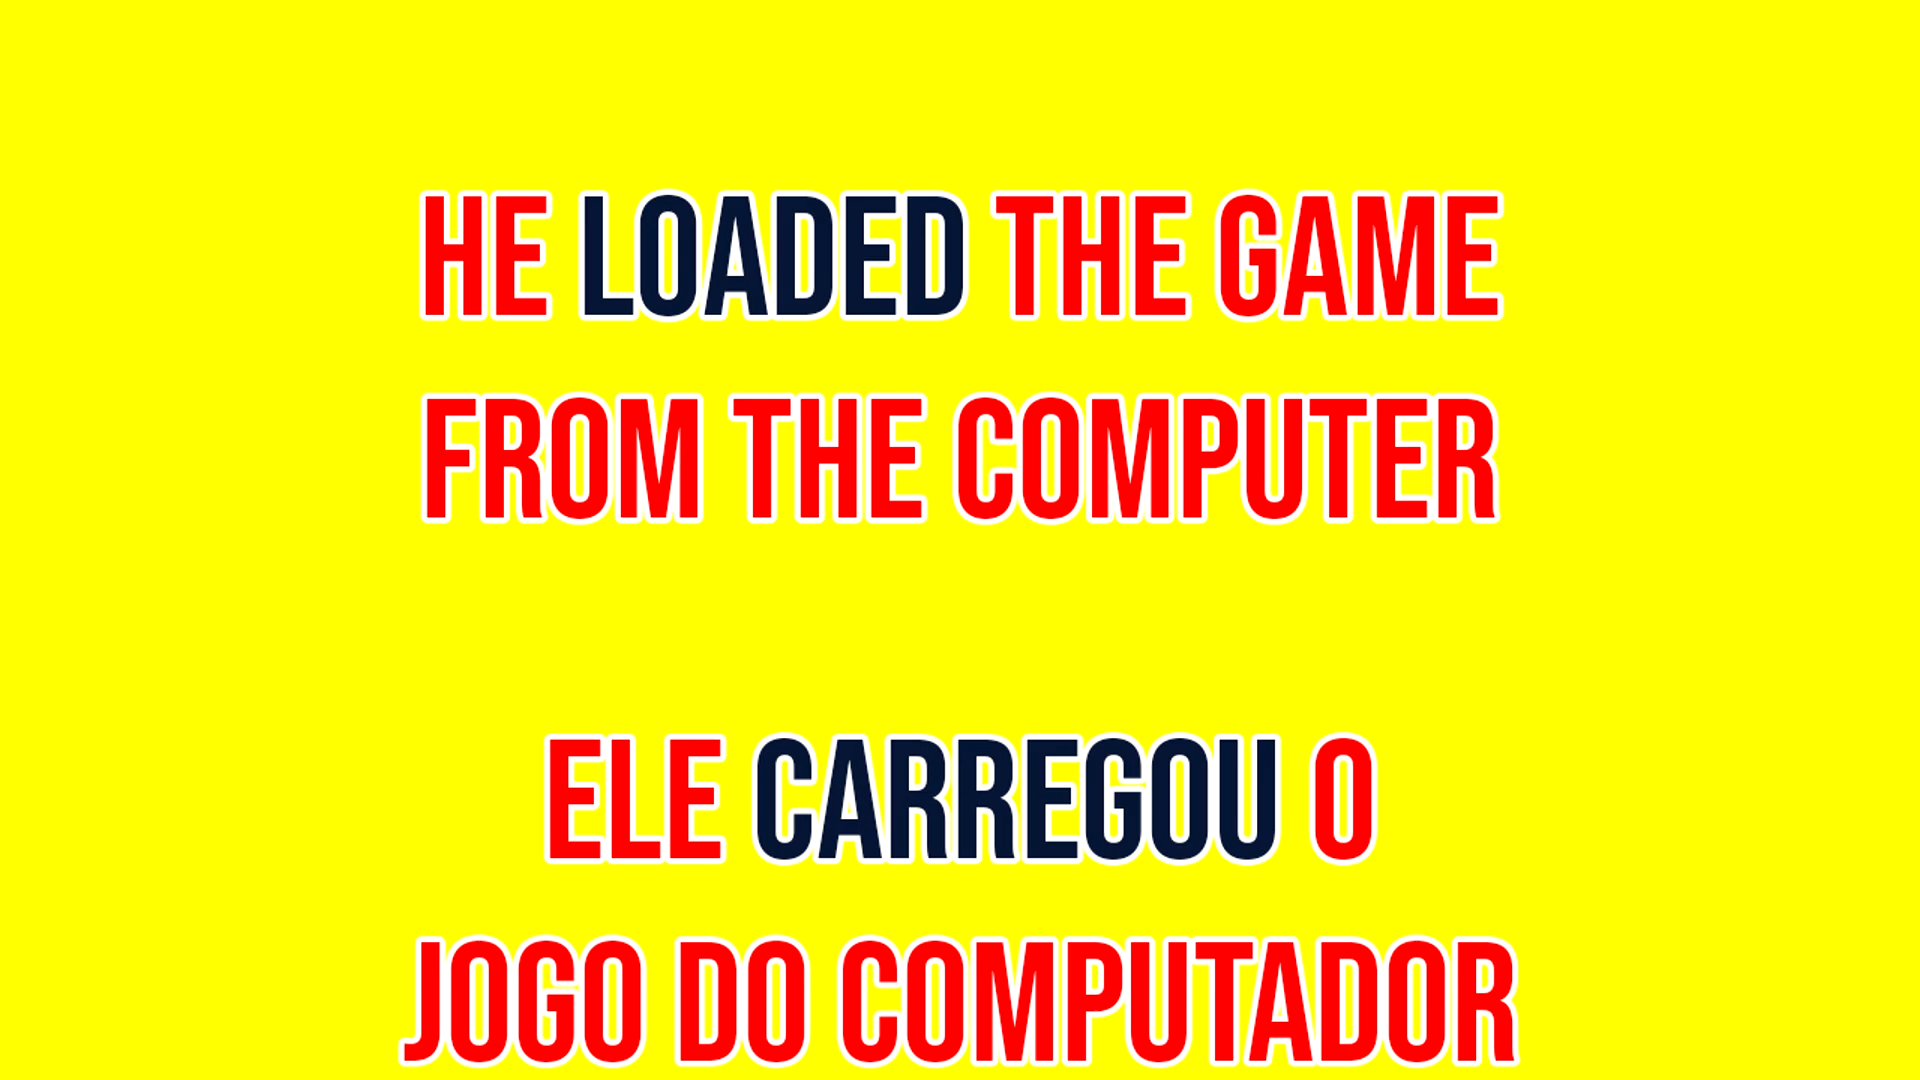 HE LOADED THE GAME
FROM THE COMPUTER
ELE CARREGOU O
JOGO DO COMPUTADOR